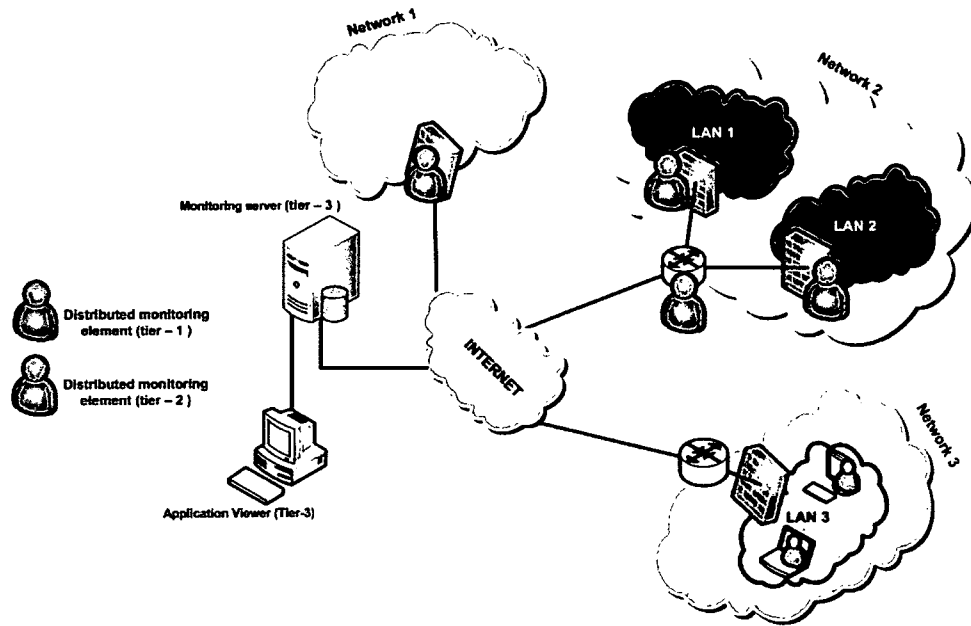 Network 1
Network 2
LAN 1
Monitoring server (tier – 3 )
LAN 2
Distributed monitoring
element (tier – 1 )
INTERNET
Distributed monitoring
element (tier – 2 )
Network 3
Application Viewer (Tier-3)
LAN 3